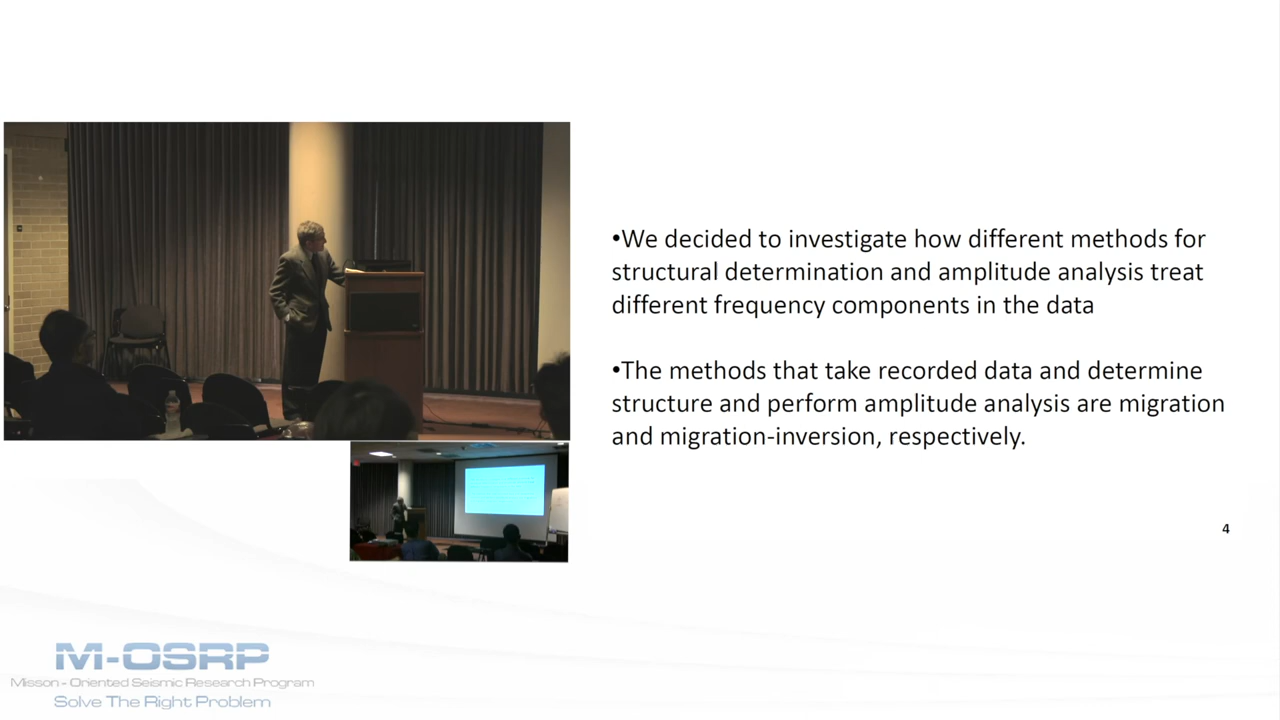 •We decided to investigate how different methods for
structural determination and amplitude analysis treat
different frequency components in the data
•The methods that take recorded data and determine
structure and perform amplitude analysis are migration
and migration-inversion, respectively.
4
M-OSRP
Misson - Oriented Seismic Research Program
Solve The Right Problem